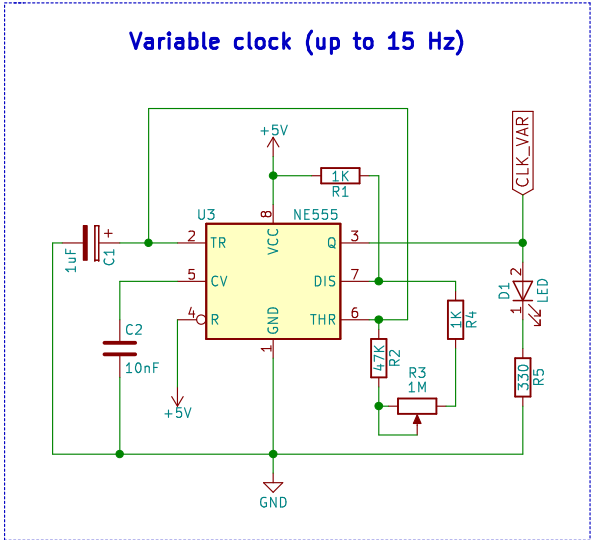 Variable clock (up to 15 Hz)
+5V
CLK_VAR
1K
R1
U3
NE555
8
VCC
1uF
+
C1
2
TR
Q
3
5
CV
DIS
7
4
R
THR
6
GND
1
2
D1
LED
1
1K
R4
C2
10nF
47K
R2
R3
1M
330
R5
+5V
GND